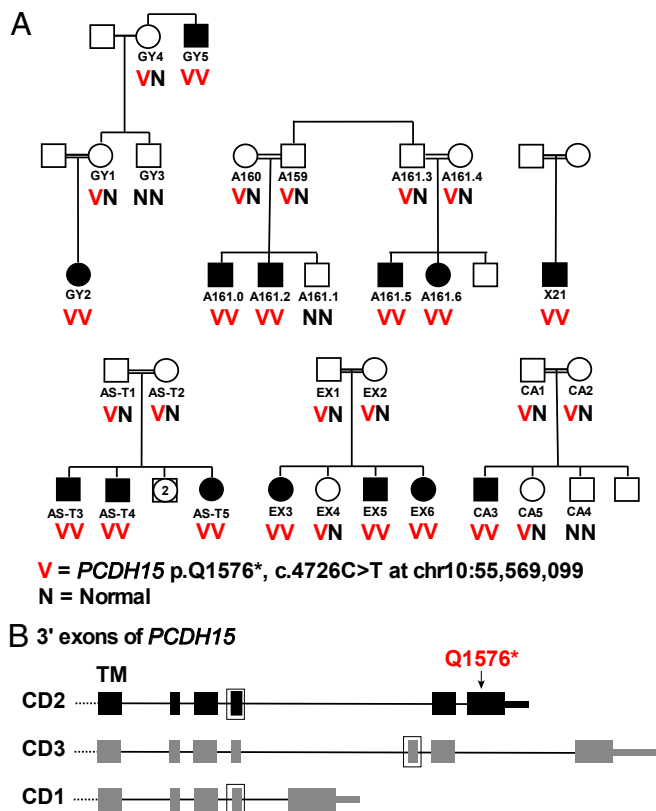 A
GY4 GY5
VN VV
GY1 GY3 A160 A159 A161.3 A161.4
VN NN VN VN VN VN
GY2 A161.0 A161.2 A161.1 A161.5 A161.6 X21
VV VV VV NN VV VV VV
AS-T1 AS-T2 EX1 EX2 CA1 CA2
VN VN VN VN VN VN
2
AS-T3 AS-T4 AS-T5 EX3 EX4 EX5 EX6 CA3 CA5 CA4
VV VV VV VV VN VV VV VV VN NN
V = PCDH15 p.Q1576*, c.4726C>T at chr10:55,569,099
N = Normal
B 3' exons of PCDH15
TM Q1576*
CD2
CD3
CD1